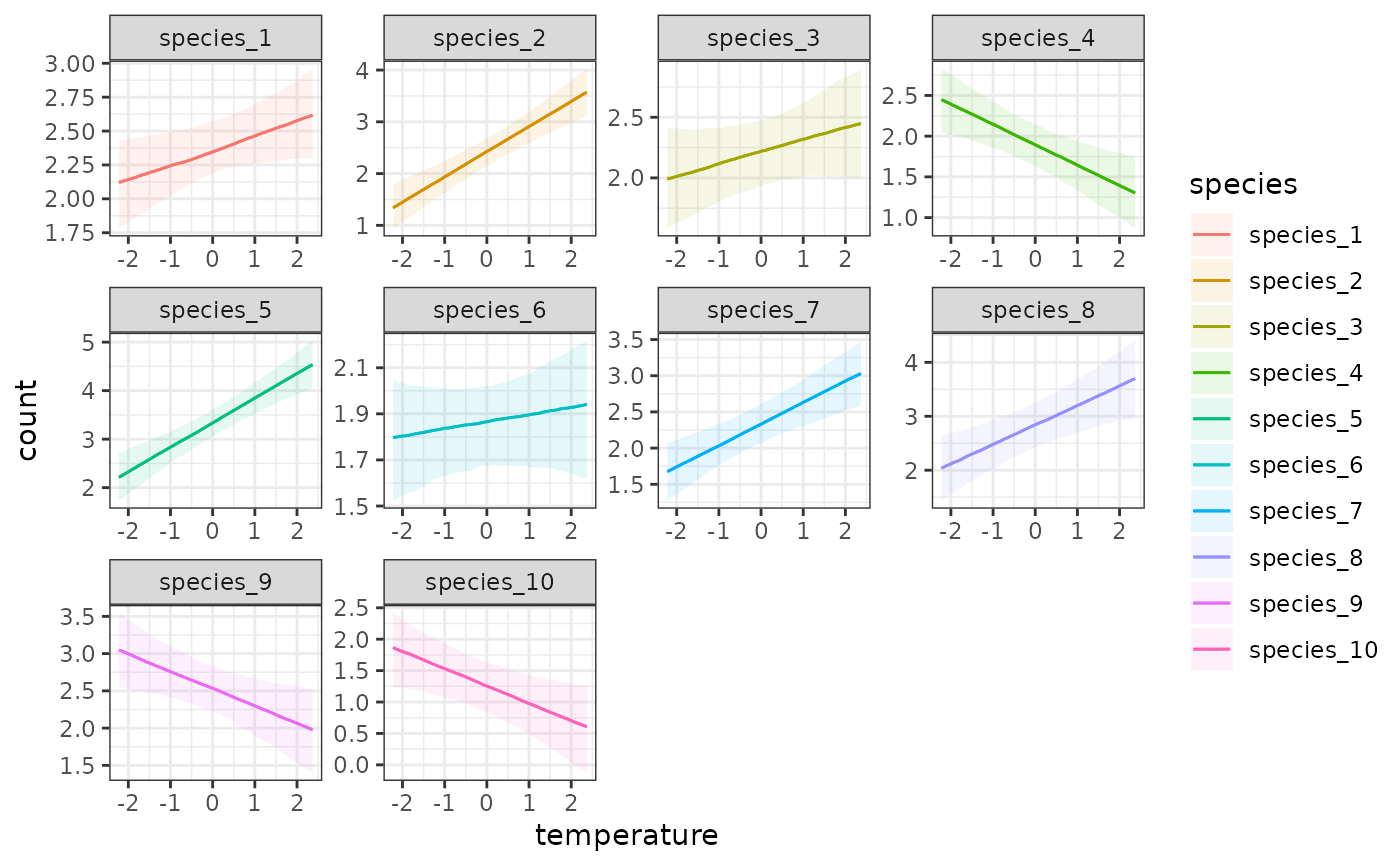 species_1 species_2 species_3 species_4
3.00
2.75
2.50
2.25
2.00
1.75
-2 -1 0 1 2
4
3
2
1
-2 -1 0 1 2
2.5
2.0
-2 -1 0 1 2
2.5
2.0
1.5
1.0
-2 -1 0 1 2
species_5 species_6 species_7 species_8
5
4
3
2
-2 -1 0 1 2
2.1
1.9
1.7
1.5
-2 -1 0 1 2
3.5
3.0
2.5
2.0
1.5
-2 -1 0 1 2
4
3
2
-2 -1 0 1 2
species_9 species_10
3.5
3.0
2.5
2.0
1.5
-2 -1 0 1 2
2.5
2.0
1.5
1.0
0.5
0.0
-2 -1 0 1 2
count
temperature
species
species_1
species_2
species_3
species_4
species_5
species_6
species_7
species_8
species_9
species_10